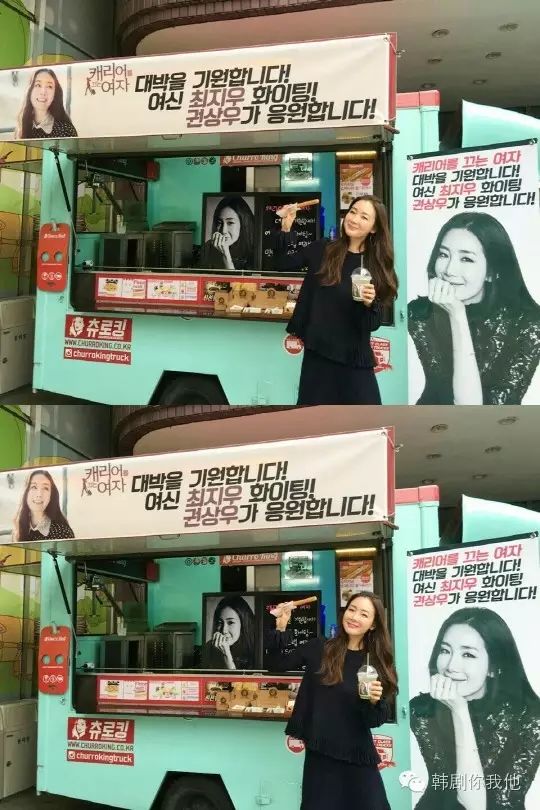 캐리어를
끄는 여자
대박을 기원합니다!
여신 최지우 화이팅!
권상우가 응원합니다!
Churro King
캐리어를 끄는 여자
대박을 기원합니다!
여신 최지우 화이팅!
권상우가 응원합니다!
츄로킹
WWW.CHURROKING.CO.KR
churrokingtruck
캐리어를
끄는 여자
대박을 기원합니다!
여신 최지우 화이팅!
권상우가 응원합니다!
Churro King
캐리어를 끄는 여자
대박을 기원합니다!
여신 최지우 화이팅!
권상우가 응원합니다!
츄로킹
WWW.CHURROKING.CO.KR
churrokingtruck
韩剧你我他